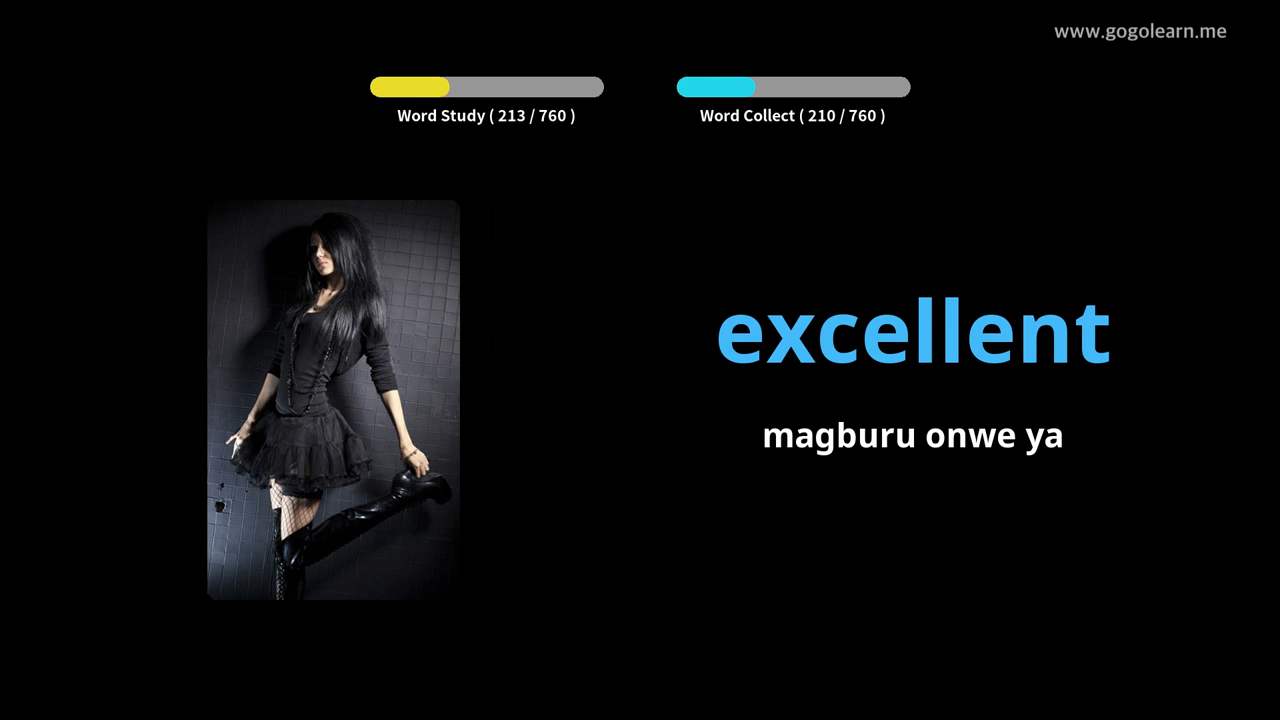 www.gogolearn.me
Word Study ( 213 / 760 )
Word Collect ( 210 / 760 )
excellent
magburu onwe ya